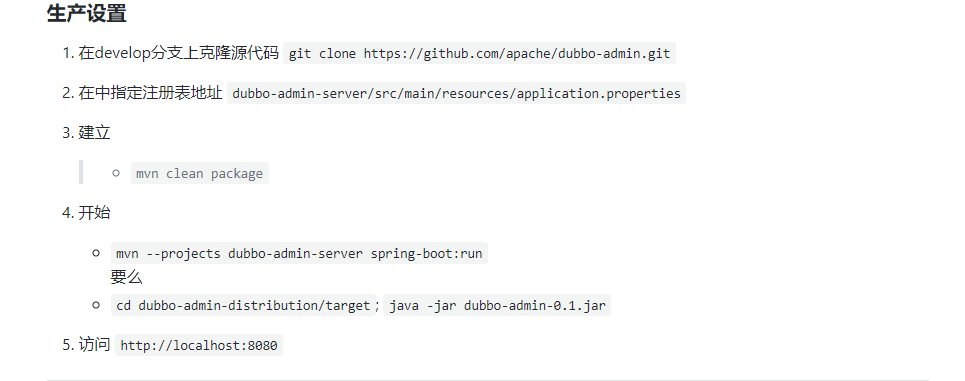 生产设置
1. 在develop分支上克隆源代码 git clone https://github.com/apache/dubbo-admin.git
2. 在中指定注册表地址 dubbo-admin-server/src/main/resources/application.properties
3. 建立
mvn clean package
4. 开始
mvn --projects dubbo-admin-server spring-boot:run
要么
cd dubbo-admin-distribution/target; java -jar dubbo-admin-0.1.jar
5. 访问 http://localhost:8080